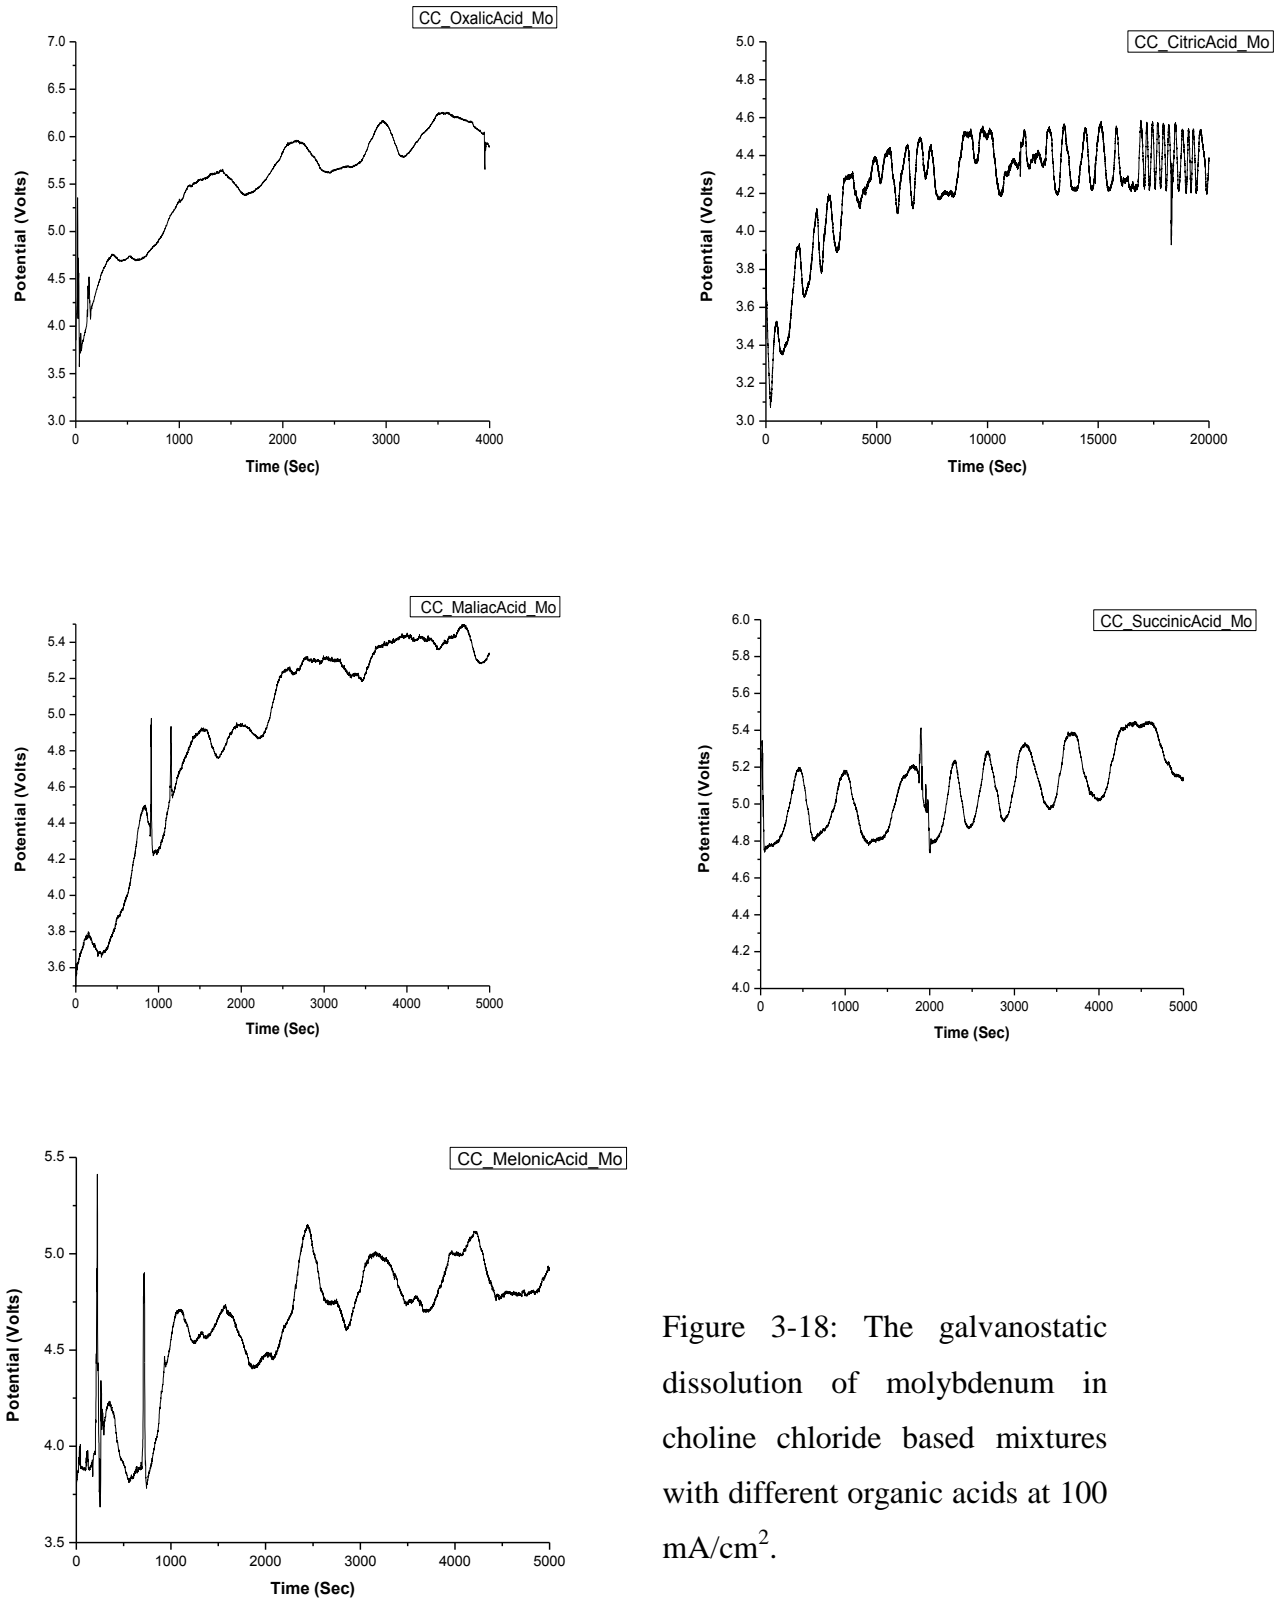 CC_OxalicAcid_Mo
7.0
6.5
6.0
5.5
5.0
4.5
4.0
3.5
3.0
Potential (Volts)
0 1000 2000 3000 4000
Time (Sec)
CC_CitricAcid_Mo
5.0
4.8
4.6
4.4
4.2
4.0
3.8
3.6
3.4
3.2
3.0
Potential (Volts)
0 5000 10000 15000 20000
Time (Sec)
CC_MaliacAcid_Mo
5.4
5.2
5.0
4.8
4.6
4.4
4.2
4.0
3.8
3.6
Potential (Volts)
0 1000 2000 3000 4000 5000
Time (Sec)
CC_SuccinicAcid_Mo
6.0
5.8
5.6
5.4
5.2
5.0
4.8
4.6
4.4
4.2
4.0
Potential (Volts)
0 1000 2000 3000 4000 5000
Time (Sec)
CC_MelonicAcid_Mo
5.5
5.0
4.5
4.0
3.5
Potential (Volts)
0 1000 2000 3000 4000 5000
Time (Sec)
Figure 3-18: The galvanostatic
dissolution of molybdenum in
choline chloride based mixtures
with different organic acids at 100
mA/cm².